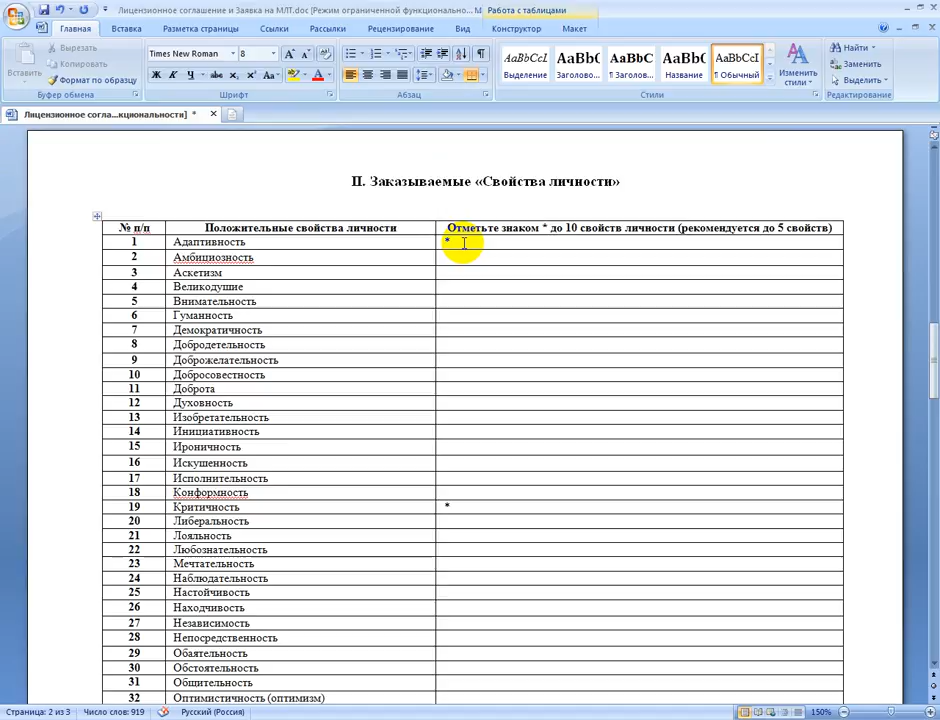 Лицензионное соглашение и Заявка на МЛТ.doc [Режим ограниченной функционально... M
Работа с таблицами
Главная Вставка Разметка страницы Ссылки Рассылки Рецензирование Вид Конструктор Макет
Вставить
Вырезать
Копировать
Формат по образцу
Буфер обмена
Times New Roman 8
Ж К Ч abc x₂ x² Aa A
Шрифт
Абзац
AaBbCcI AaBbC AaBbC AaBbC AaBbCcI
Выделение Заголово... ¶ Заголов... Название ¶ Обычный
Изменить стили
Стили
Найти
Заменить
Выделить
Редактирование
Лицензионное согла...кциональности] *
II. Заказываемые «Свойства личности»
№ п/п Положительные свойства личности Отметьте знаком * до 10 свойств личности (рекомендуется до 5 свойств)
1 Адаптивность *
2 Амбициозность
3 Аскетизм
4 Великодушие
5 Внимательность
6 Гуманность
7 Демократичность
8 Добродетельность
9 Доброжелательность
10 Добросовестность
11 Доброта
12 Духовность
13 Изобретательность
14 Инициативность
15 Ироничность
16 Искушенность
17 Исполнительность
18 Конформность
19 Критичность *
20 Либеральность
21 Лояльность
22 Любознательность
23 Мечтательность
24 Наблюдательность
25 Настойчивость
26 Находчивость
27 Независимость
28 Непосредственность
29 Обаятельность
30 Обстоятельность
31 Общительность
32 Оптимистичность (оптимизм)
Страница: 2 из 3 Число слов: 919 Русский (Россия) 150%